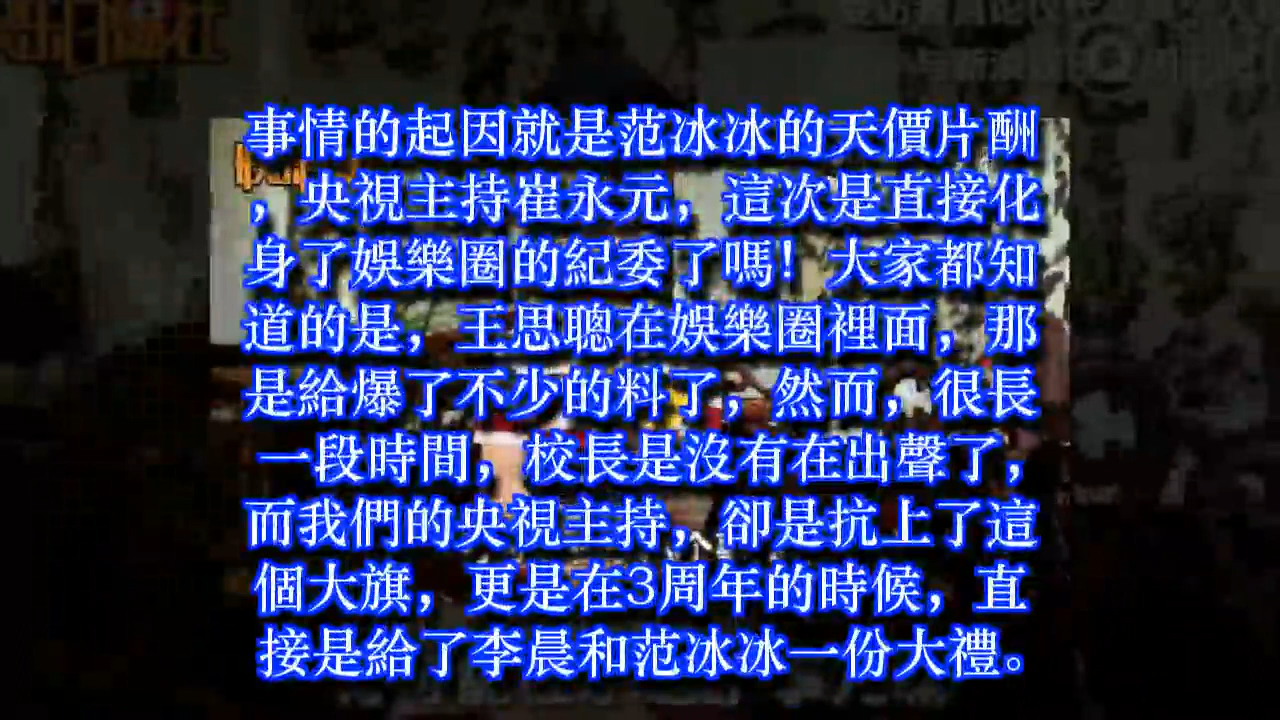 事情的起因就是范冰冰的天價片酬
，央視主持崔永元，這次是直接化
身了娛樂圈的紀委了嗎！大家都知
道的是，王思聰在娛樂圈裡面，那
是給爆了不少的料了，然而，很長
一段時間，校長是沒有在出聲了，
而我們的央視主持，卻是抗上了這
個大旗，更是在3周年的時候，直
接是給了李晨和范冰冰一份大禮。